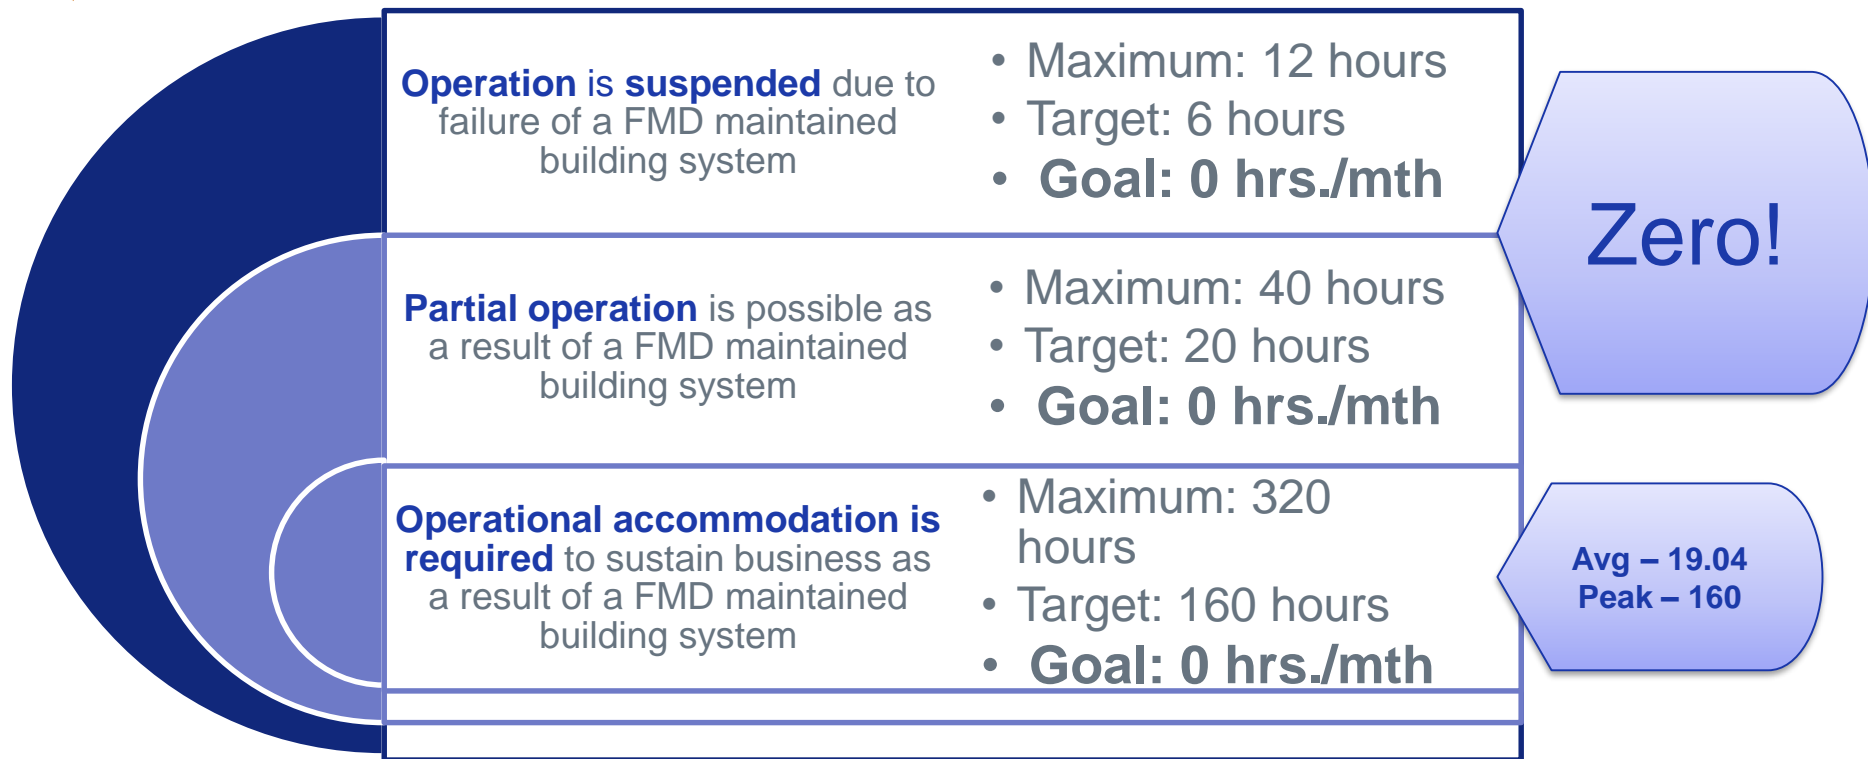 Operation is suspended due to
failure of a FMD maintained
building system
• Maximum: 12 hours
• Target: 6 hours
• Goal: 0 hrs./mth
Zero!
Partial operation is possible as
a result of a FMD maintained
building system
• Maximum: 40 hours
• Target: 20 hours
• Goal: 0 hrs./mth
Operational accommodation is
required to sustain business as
a result of a FMD maintained
building system
• Maximum: 320
hours
• Target: 160 hours
• Goal: 0 hrs./mth
Avg – 19.04
Peak – 160